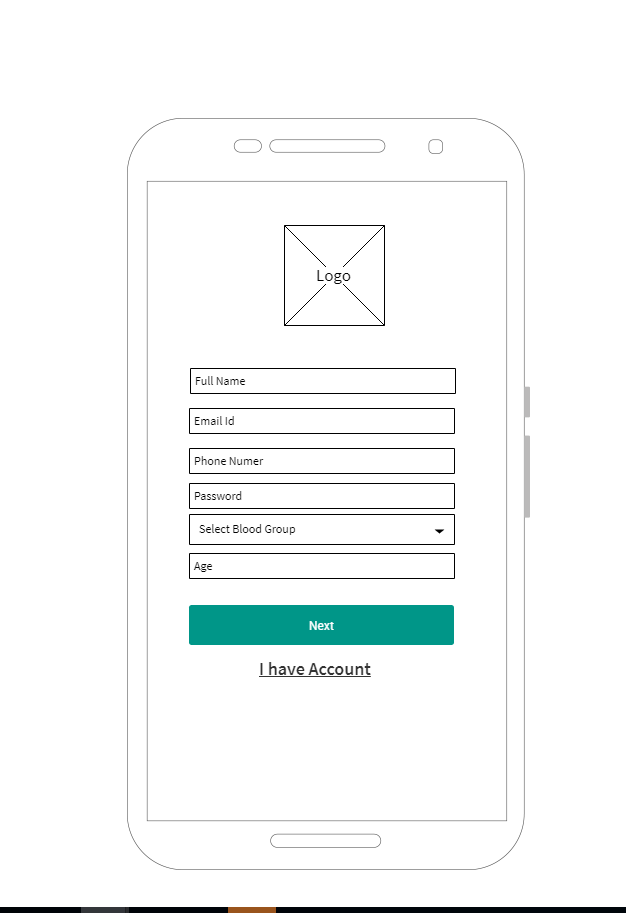 Logo
Full Name
Email Id
Phone Numer
Password
Select Blood Group
Age
Next
I have Account